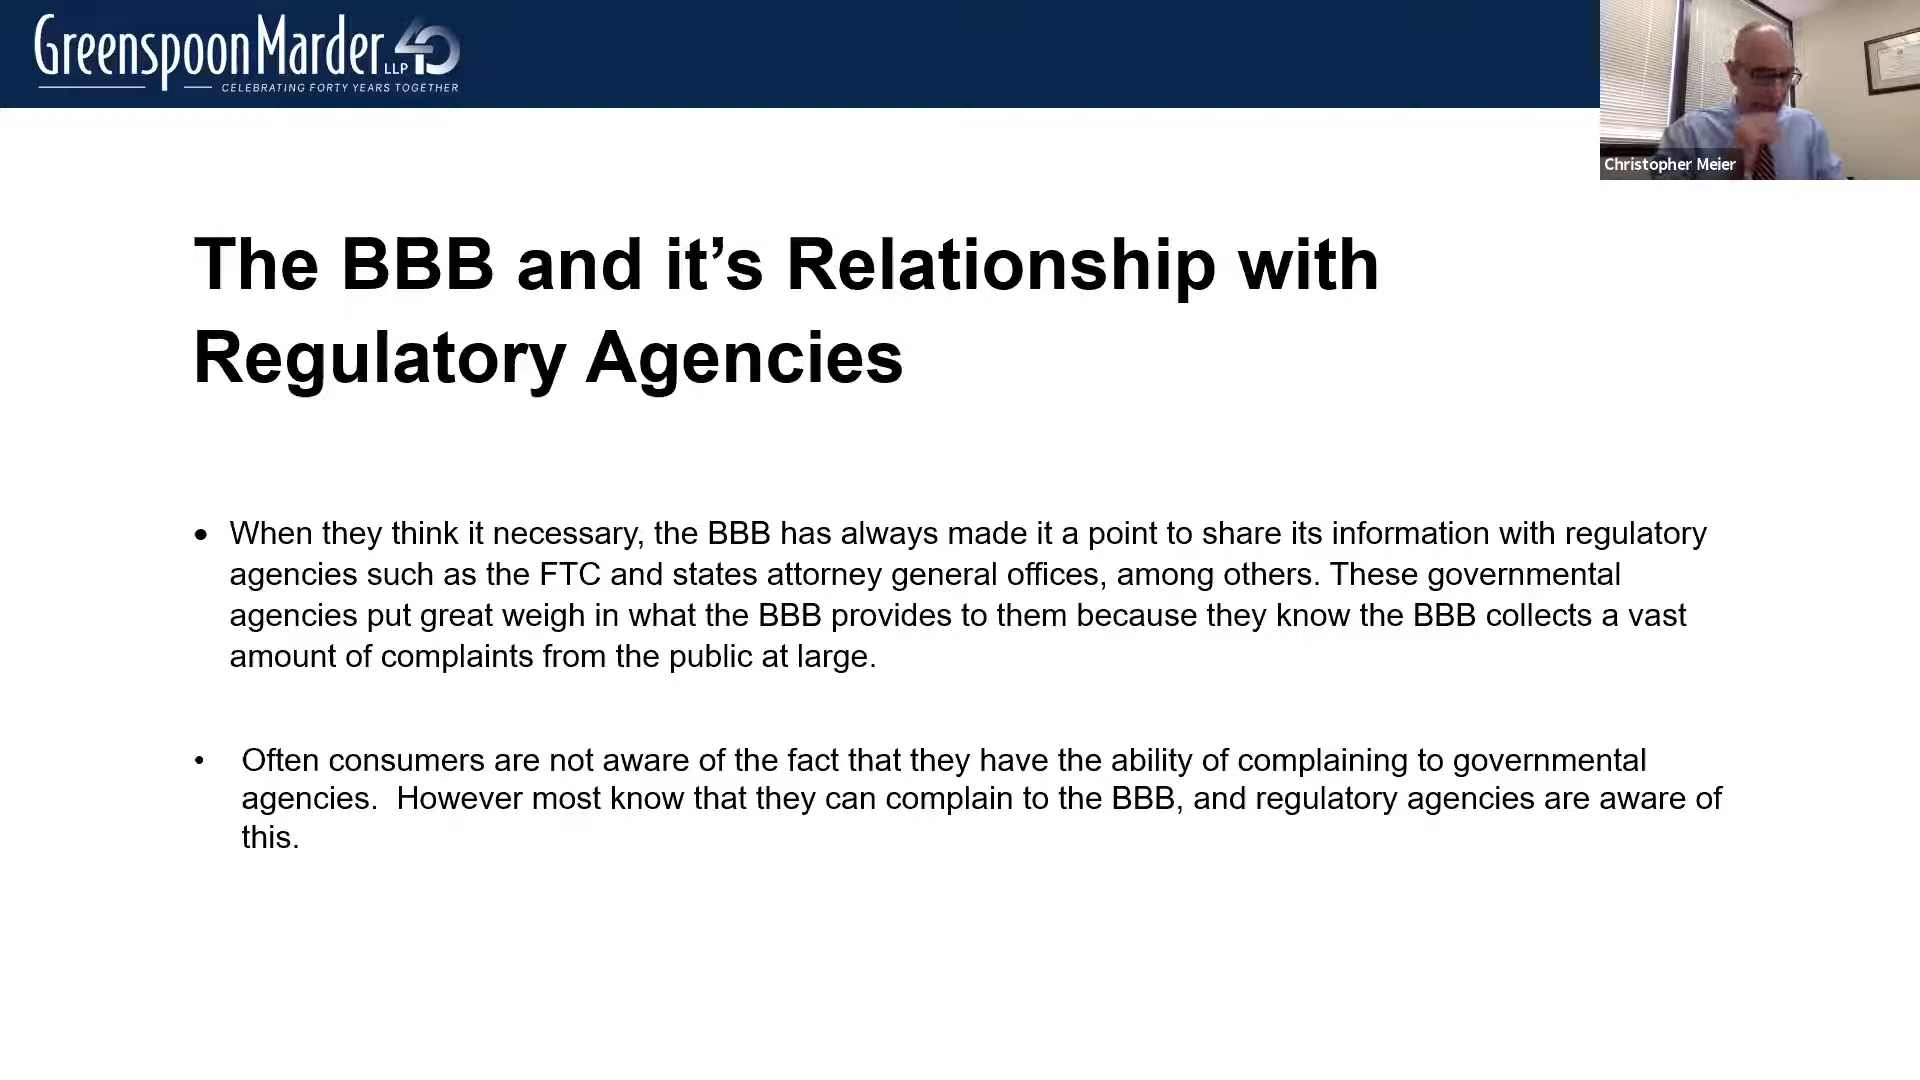 Greenspoon Marder LLP 40
CELEBRATING FORTY YEARS TOGETHER
Christopher Meier
The BBB and it’s Relationship with
Regulatory Agencies
• When they think it necessary, the BBB has always made it a point to share its information with regulatory
agencies such as the FTC and states attorney general offices, among others. These governmental
agencies put great weigh in what the BBB provides to them because they know the BBB collects a vast
amount of complaints from the public at large.
• Often consumers are not aware of the fact that they have the ability of complaining to governmental
agencies.  However most know that they can complain to the BBB, and regulatory agencies are aware of
this.